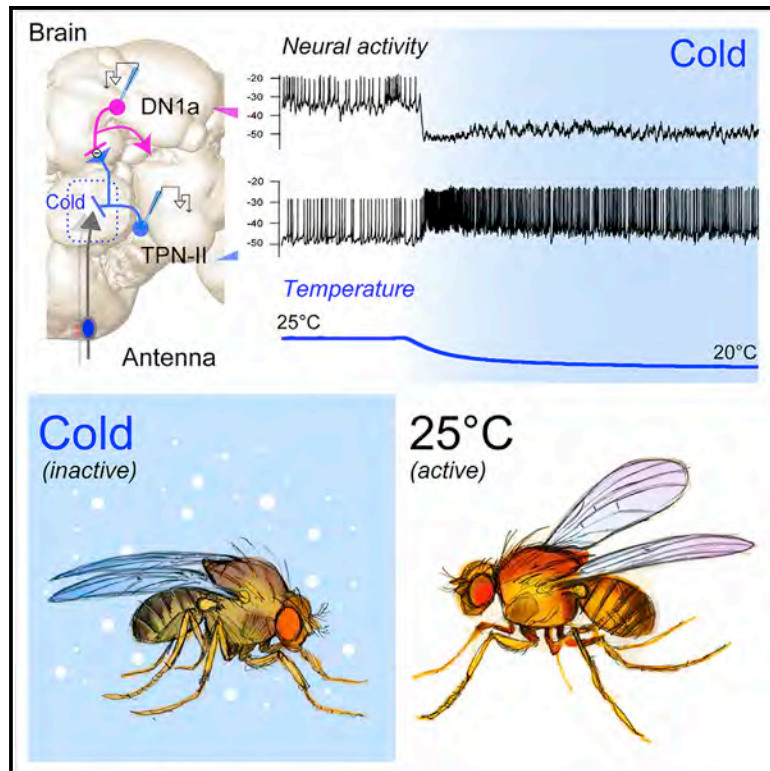 Brain
Neural activity
Cold
DN1a
-20
-30
-40
-50
Cold
TPN-II
-20
-30
-40
-50
Temperature
25°C
20°C
Antenna
Cold
(inactive)
25°C
(active)